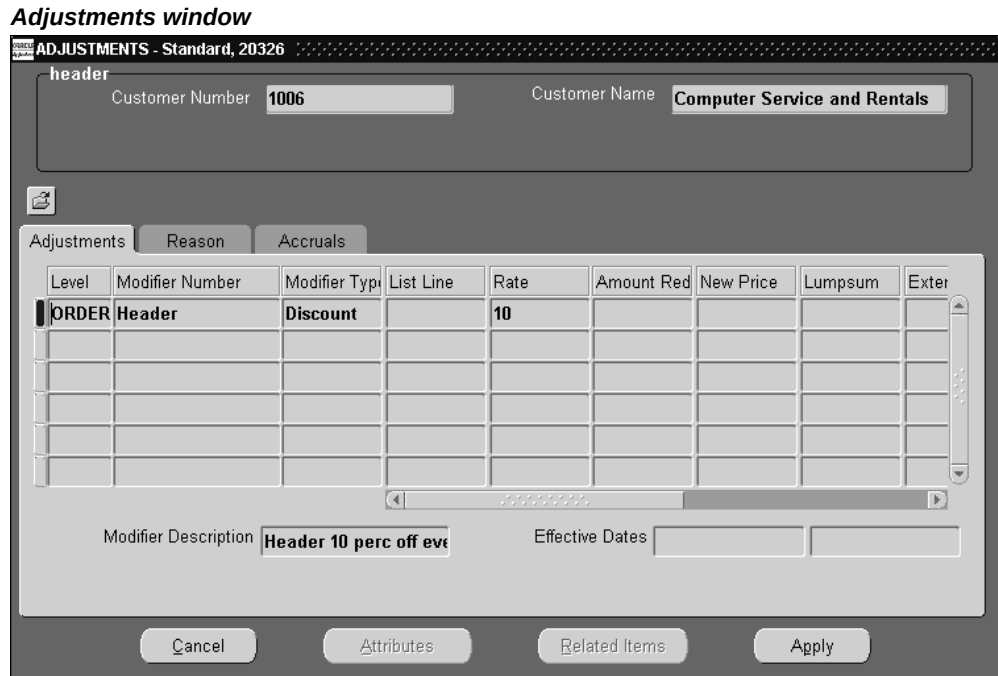 Adjustments window
ADJUSTMENTS - Standard, 20326
header
Customer Number 1006 Customer Name Computer Service and Rentals
Adjustments Reason Accruals
Level Modifier Number Modifier Typ List Line Rate Amount Red New Price Lumpsum Exter
ORDER Header Discount 10
Modifier Description Header 10 perc off eve Effective Dates
Cancel Attributes Related Items Apply